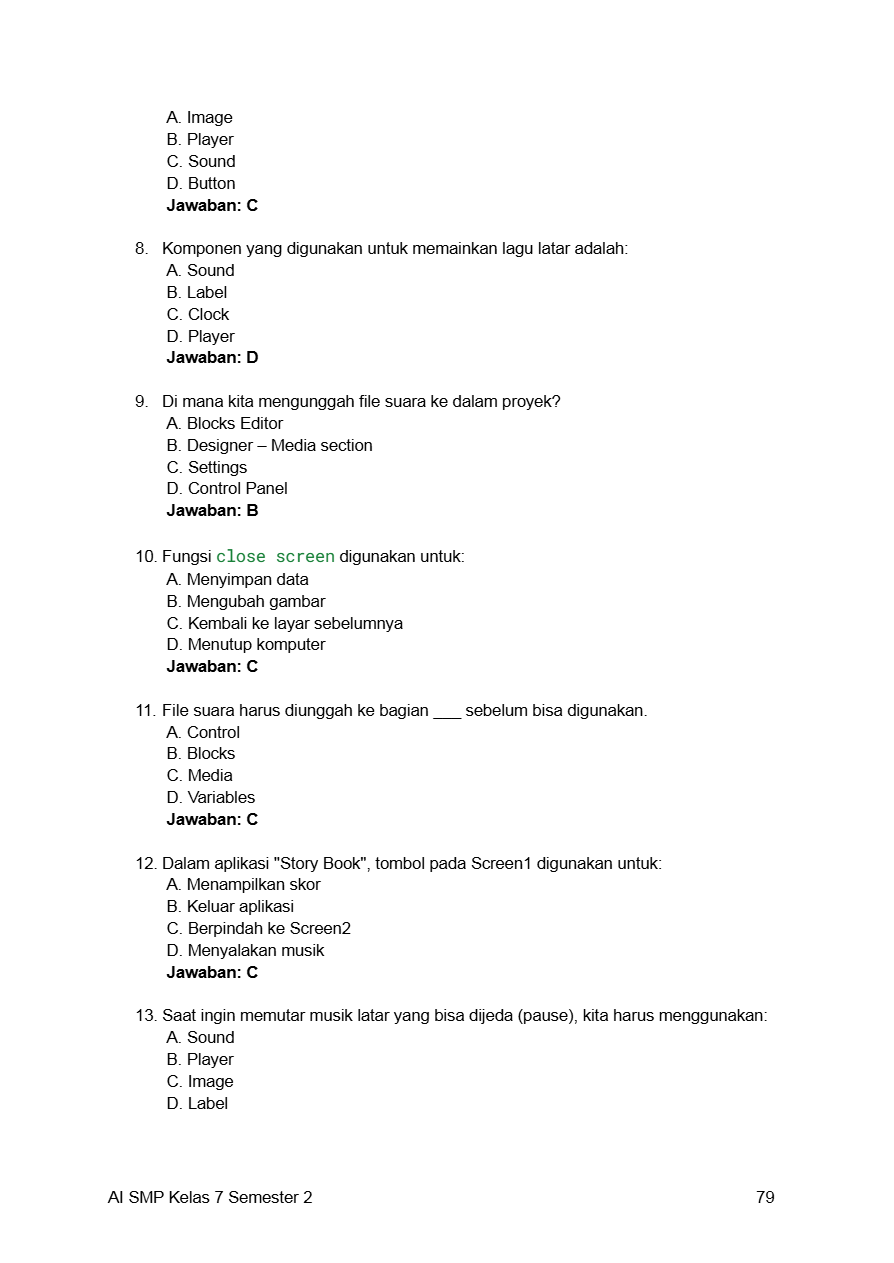 A. Image
B. Player
C. Sound
D. Button
Jawaban: C
8. Komponen yang digunakan untuk memainkan lagu latar adalah:
A. Sound
B. Label
C. Clock
D. Player
Jawaban: D
9. Di mana kita mengunggah file suara ke dalam proyek?
A. Blocks Editor
B. Designer – Media section
C. Settings
D. Control Panel
Jawaban: B
10. Fungsi close screen digunakan untuk:
A. Menyimpan data
B. Mengubah gambar
C. Kembali ke layar sebelumnya
D. Menutup komputer
Jawaban: C
11. File suara harus diunggah ke bagian ___ sebelum bisa digunakan.
A. Control
B. Blocks
C. Media
D. Variables
Jawaban: C
12. Dalam aplikasi "Story Book", tombol pada Screen1 digunakan untuk:
A. Menampilkan skor
B. Keluar aplikasi
C. Berpindah ke Screen2
D. Menyalakan musik
Jawaban: C
13. Saat ingin memutar musik latar yang bisa dijeda (pause), kita harus menggunakan:
A. Sound
B. Player
C. Image
D. Label
AI SMP Kelas 7 Semester 2 79